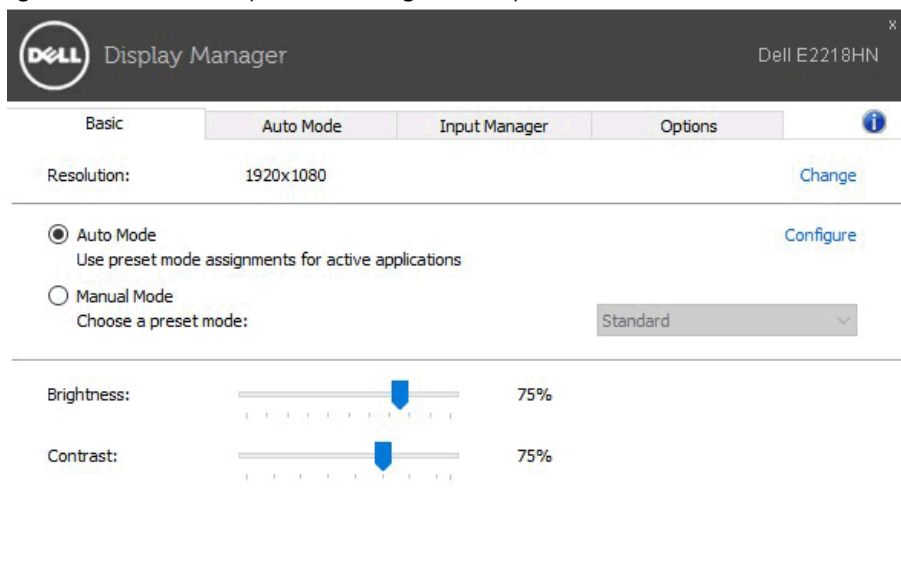 DELL Display Manager
Dell E2218HN
x
Basic Auto Mode Input Manager Options i
Resolution: 1920x1080 Change
Auto Mode Configure
Use preset mode assignments for active applications
Manual Mode
Choose a preset mode: Standard
Brightness: 75%
Contrast: 75%